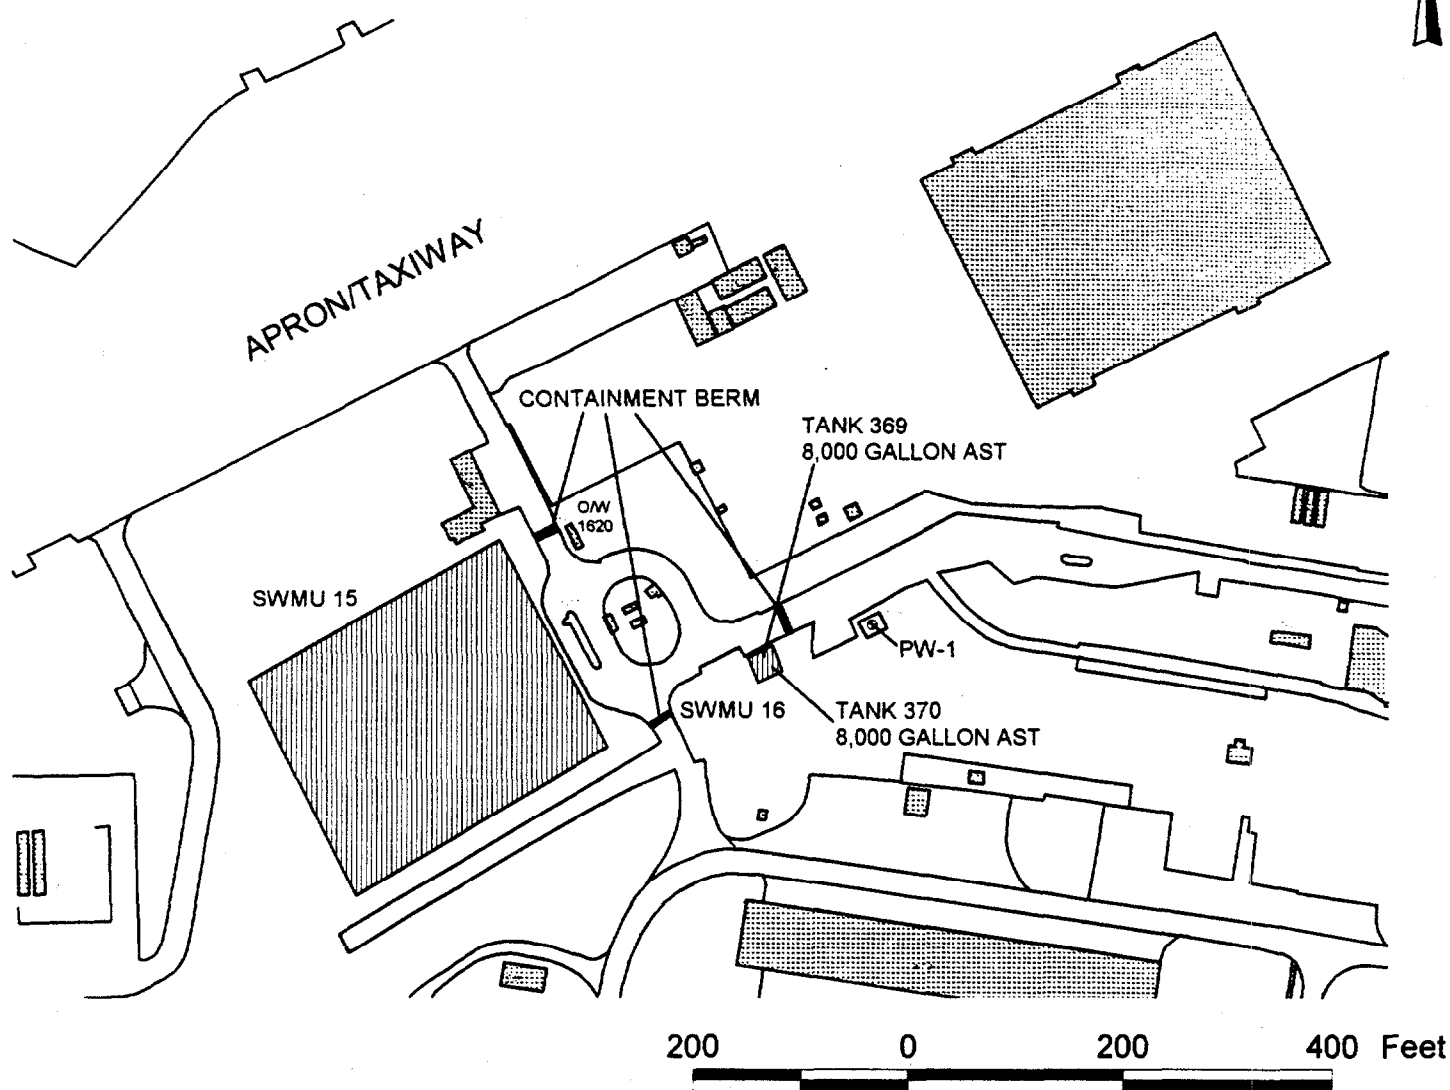 APRON/TAXIWAY
CONTAINMENT BERM
TANK 369
8,000 GALLON AST
O/W
1620
SWMU 15
PW-1
SWMU 16
TANK 370
8,000 GALLON AST
200 0 200 400 Feet